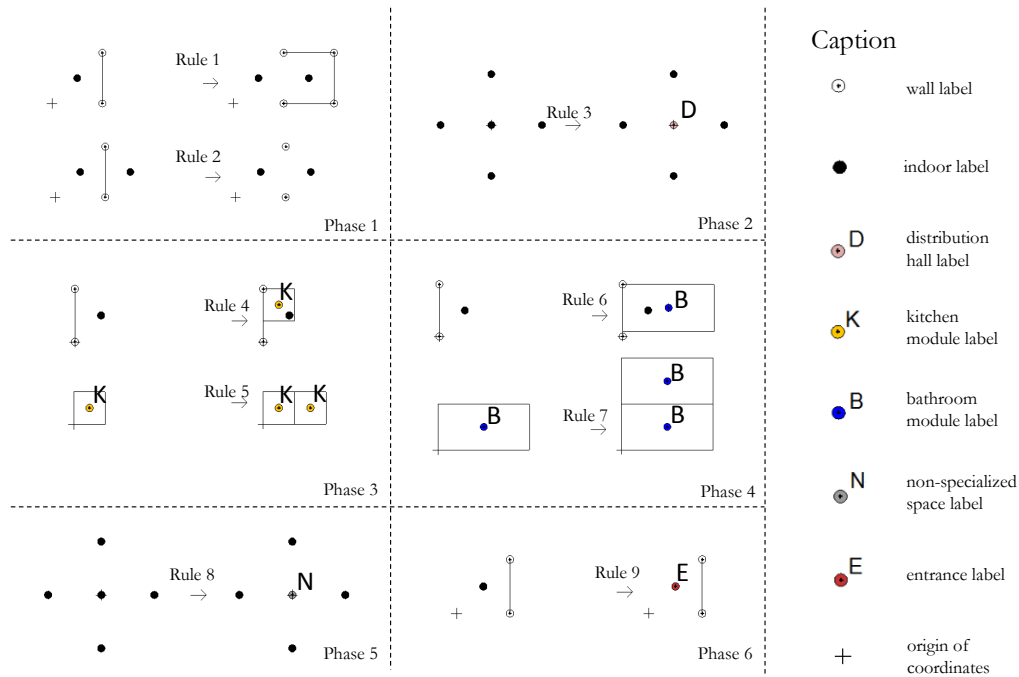 Rule 1
Rule 2
Phase 1
Rule 3
D
Phase 2
Rule 4
K
K
Rule 5
K
K
Phase 3
Rule 6
B
B
Rule 7
B
B
Phase 4
Rule 8
N
Phase 5
Rule 9
E
Phase 6
Caption
wall label
indoor label
D
distribution
hall label
K
kitchen
module label
B
bathroom
module label
N
non-specialized
space label
E
entrance label
origin of
coordinates